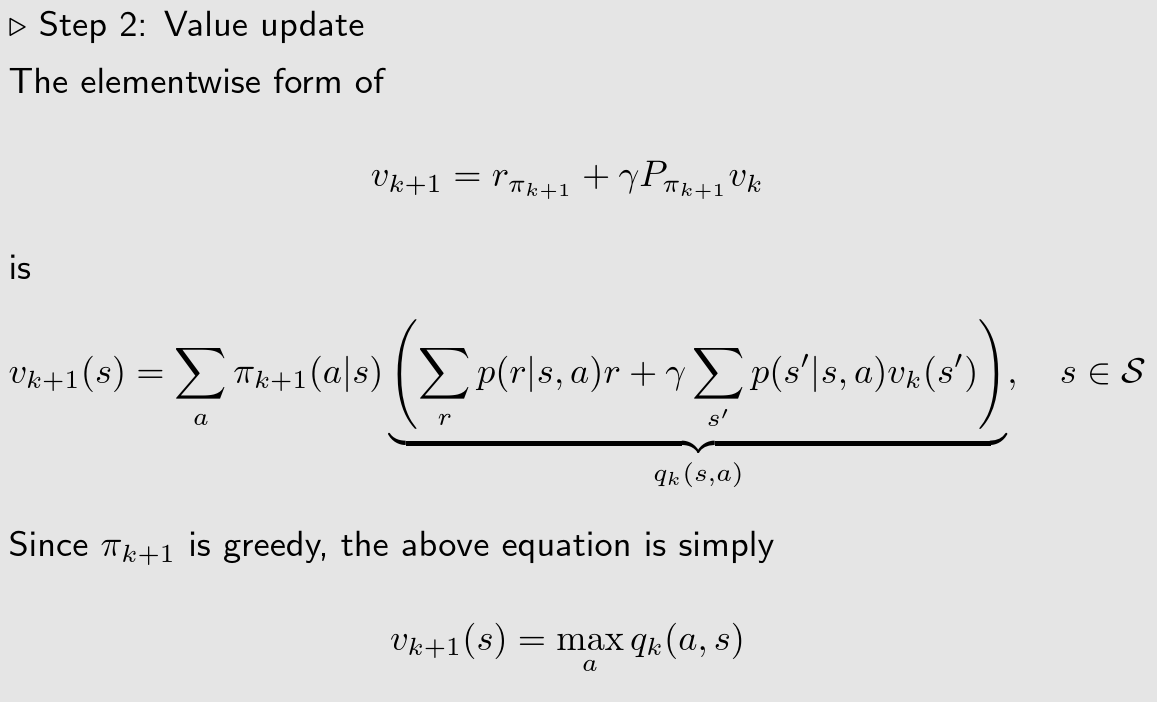 ▷ Step 2: Value update
The elementwise form of
$v_{k+1} = r_{\pi_{k+1}} + \gamma P_{\pi_{k+1}} v_k$
is
$v_{k+1}(s) = \sum_a \pi_{k+1}(a|s) \underbrace{\left( \sum_r p(r|s,a)r + \gamma \sum_{s'} p(s'|s,a) v_k(s') \right)}_{q_k(s,a)}, \quad s \in \mathcal{S}$
Since $\pi_{k+1}$ is greedy, the above equation is simply
$v_{k+1}(s) = \max_a q_k(a,s)$